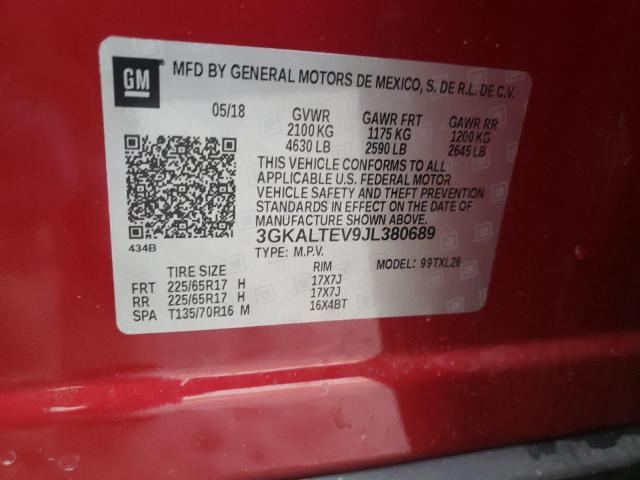 GM
MFD BY GENERAL MOTORS DE MEXICO, S. DE R.L. DE C.V.
05/18 GVWR GAWR FRT GAWR RR
2100 KG 1175 KG 1200 KG
4630 LB 2590 LB 2645 LB
THIS VEHICLE CONFORMS TO ALL
APPLICABLE U.S. FEDERAL MOTOR
VEHICLE SAFETY AND THEFT PREVENTION
STANDARDS IN EFFECT ON THE DATE OF
MANUFACTURE SHOWN ABOVE.
434B
3GKALTEV9JL380689
TYPE: M.P.V. MODEL: 99TXL26
TIRE SIZE RIM
FRT 225/65R17 H 17X7J
RR 225/65R17 H 17X7J
SPA T135/70R16 M 16X4BT